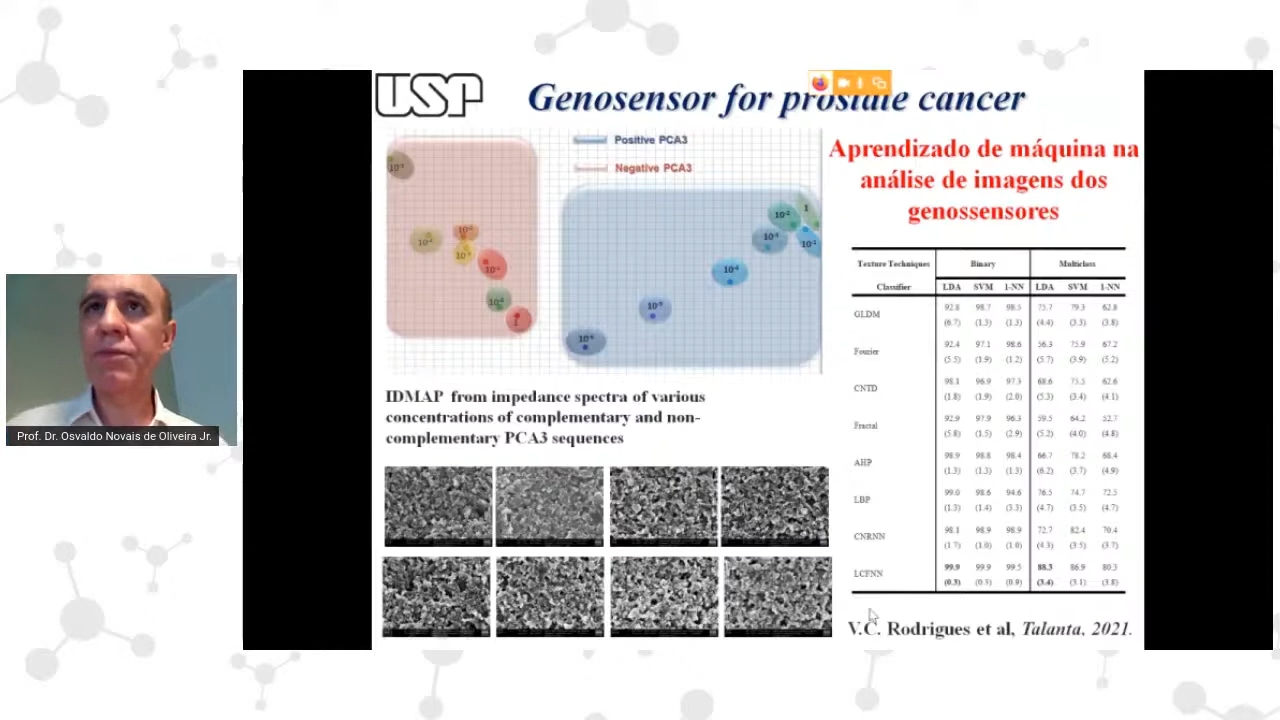 USP
Genosensor for prostate cancer
Positive PCA3
Negative PCA3
Aprendizado de máquina na
análise de imagens dos
genossensores
IDMAP from impedance spectra of various
concentrations of complementary and non-
complementary PCA3 sequences
Texture Techniques Binary Multiclass
Classifier LDA SVM 1-NN LDA SVM 1-NN
GLDM 92.8 98.7 98.5 75.7 79.3 62.8
(6.7) (1.3) (1.3) (4.4) (3.3) (3.8)
Fourier 92.4 97.1 98.6 56.3 75.9 67.2
(5.5) (1.9) (1.2) (5.7) (3.9) (5.2)
CNTD 98.1 96.9 97.3 68.6 62.6
(1.8) (1.9) (2.0) (5.3) (3.4) (4.1)
Fractal 92.9 97.9 96.3 59.5 64.2 52.7
(5.8) (1.5) (2.9) (5.2) (4.0) (4.8)
AHP 98.9 98.8 98.4 66.7 78.2 68.4
(1.3) (1.3) (1.3) (6.2) (3.7) (4.9)
LBP 99.0 98.6 94.6 76.5 74.7 72.5
(1.3) (1.4) (3.3) (4.7) (3.5) (4.7)
CNRNN 98.1 98.9 98.9 72.7 82.4 70.4
(1.7) (1.0) (1.0) (4.3) (3.5) (3.7)
LCFNN 99.9 99.9 99.5 88.3 86.9 80.3
(0.3) (0.5) (0.9) (3.4) (3.1) (3.8)
V.C. Rodrigues et al, Talanta, 2021.
Prof. Dr. Osvaldo Novais de Oliveira Jr.